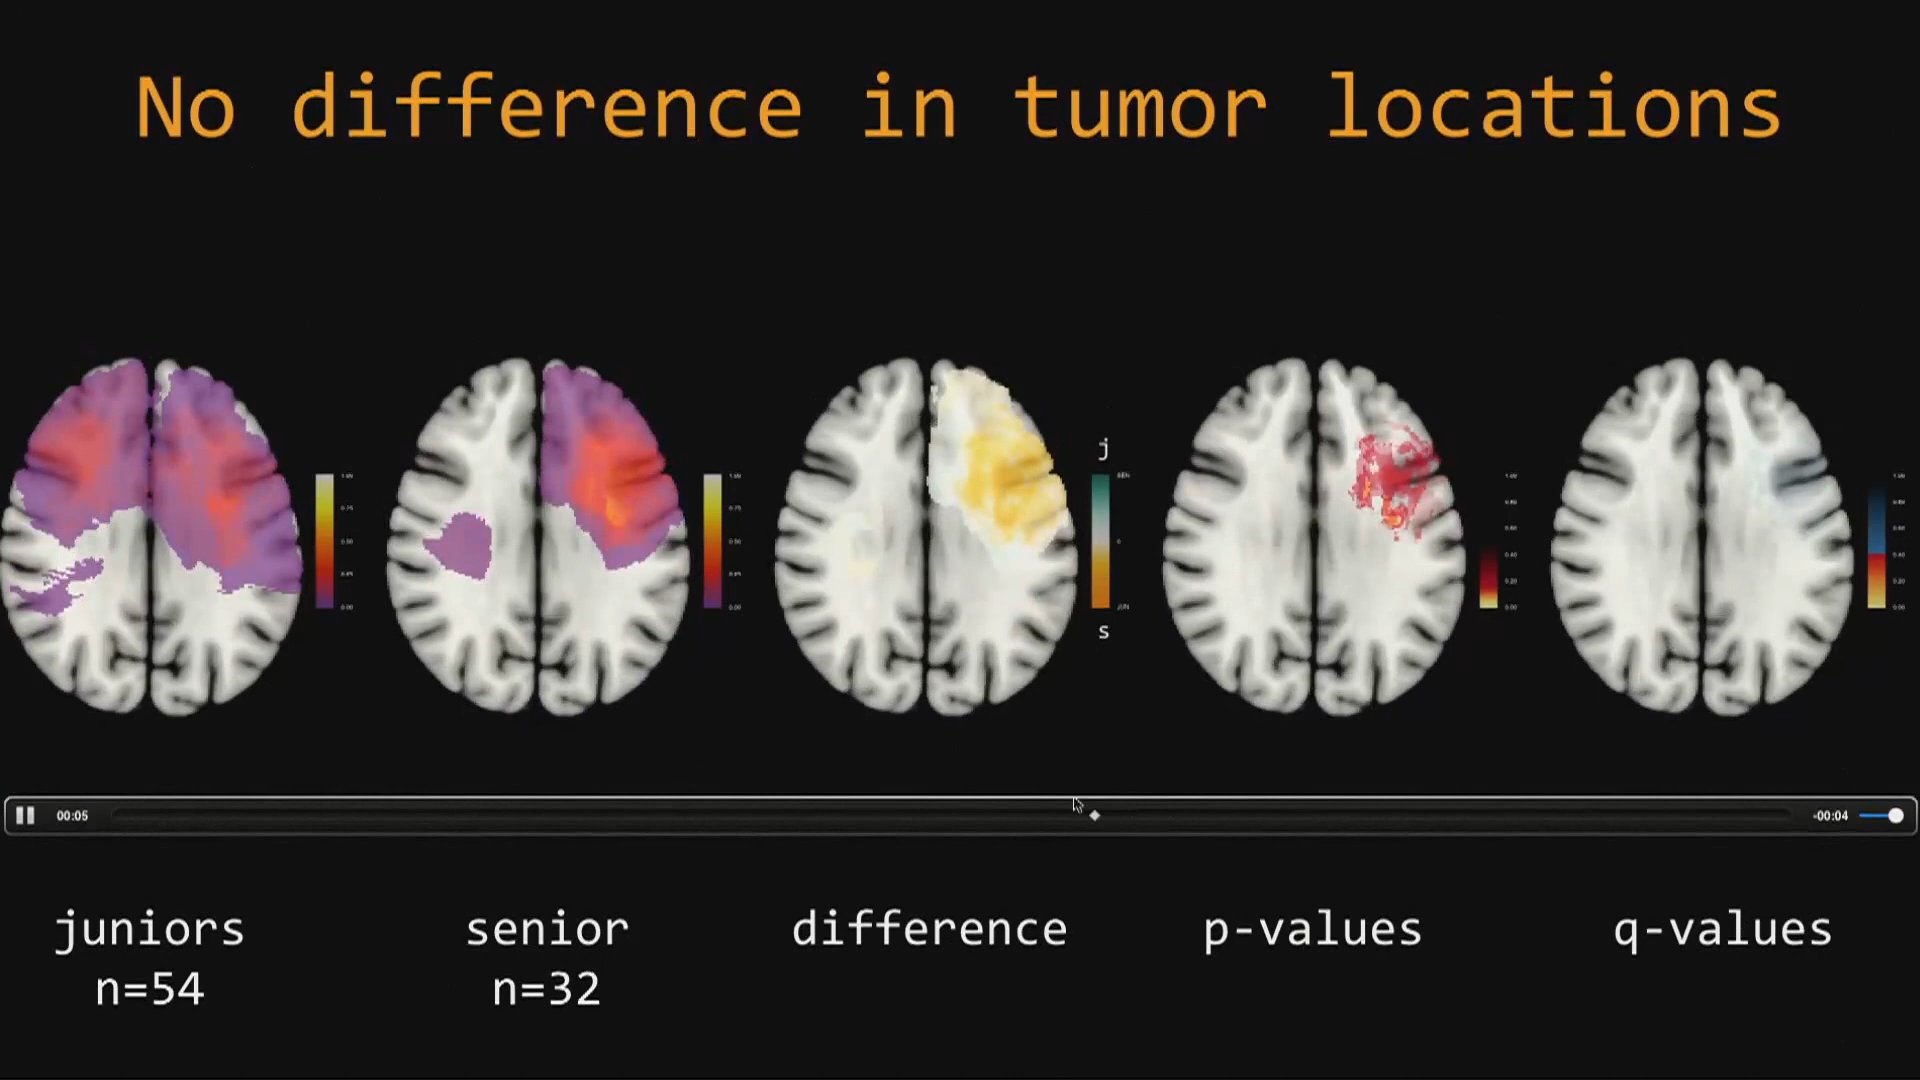 No difference in tumor locations
j
s
00:05
-00:04
juniors
n=54
senior
n=32
difference
p-values
q-values